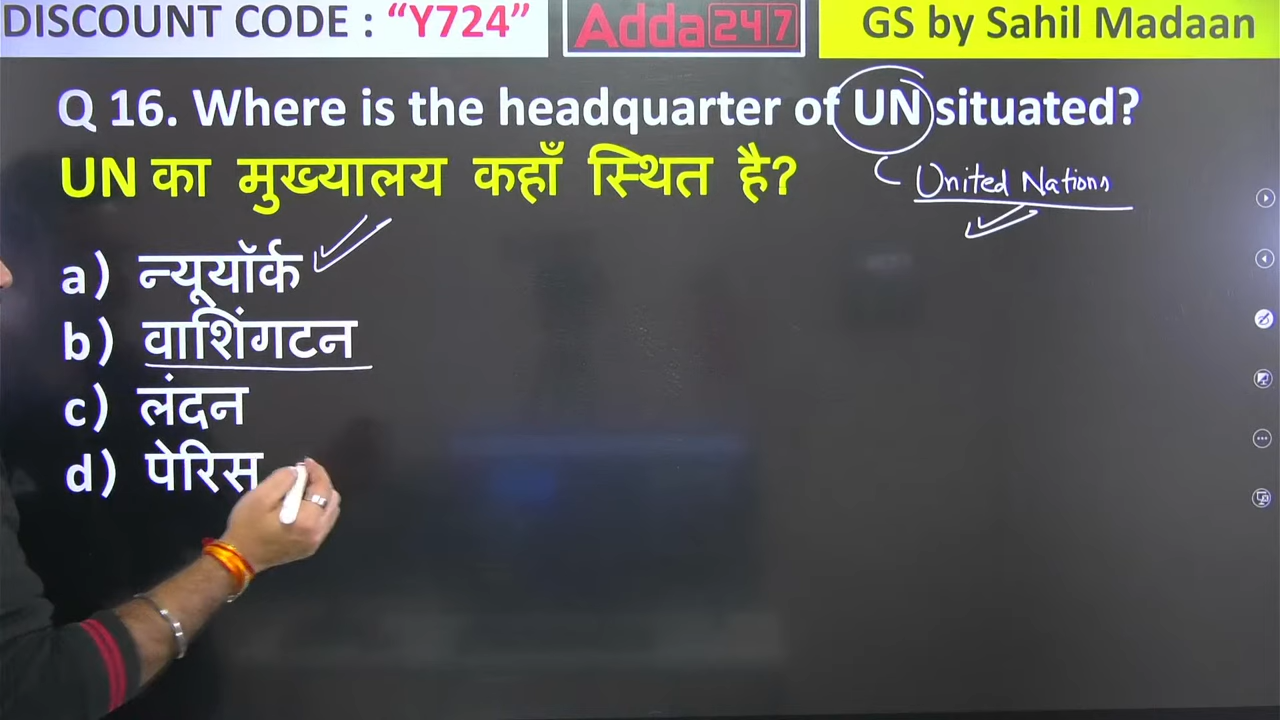 DISCOUNT CODE : “Y724” Adda247 GS by Sahil Madaan
Q 16. Where is the headquarter of UN situated?
UN का मुख्यालय कहाँ स्थित है?
United Nations
a) न्यूयॉर्क
b) वाशिंगटन
c) लंदन
d) पेरिस